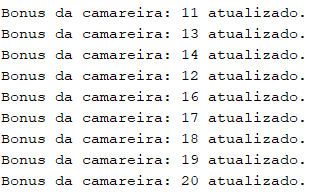 Bonus da camareira: 11 atualizado.
Bonus da camareira: 13 atualizado.
Bonus da camareira: 14 atualizado.
Bonus da camareira: 12 atualizado.
Bonus da camareira: 16 atualizado.
Bonus da camareira: 17 atualizado.
Bonus da camareira: 18 atualizado.
Bonus da camareira: 19 atualizado.
Bonus da camareira: 20 atualizado.